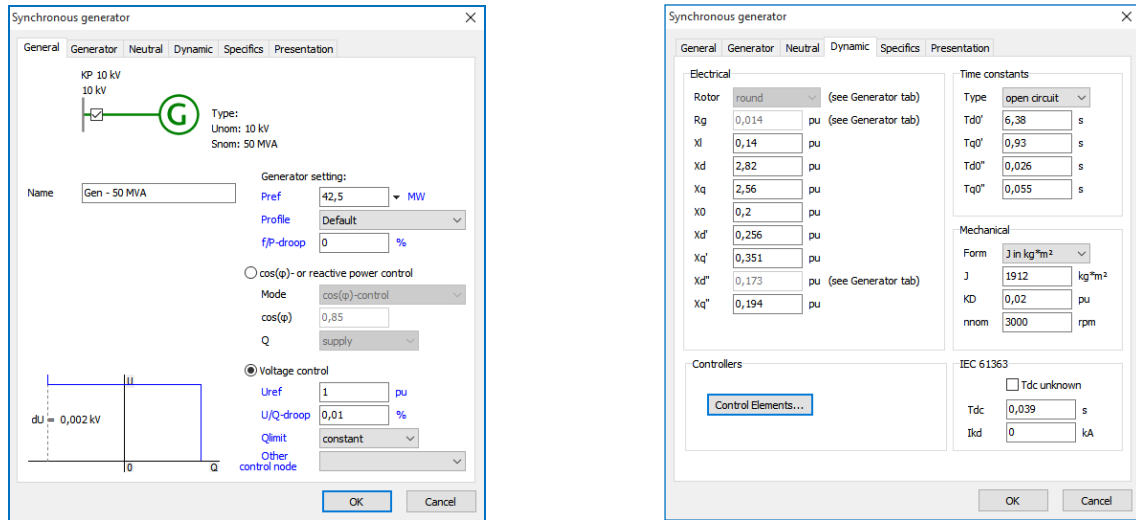 Synchronous generator
General Generator Neutral Dynamic Specifics Presentation
KP 10 kV
10 kV
G
Type:
Unom: 10 kV
Snom: 50 MVA
Name Gen - 50 MVA
Generator setting:
Pref 42,5 MW
Profile Default
f/P-droop 0 %
cos(φ)- or reactive power control
Mode cos(φ)-control
cos(φ) 0,85
Q supply
Voltage control
Uref 1 pu
U/Q-droop 0,01 %
Qlimit constant
Other
control node
U
dU = 0,002 kV
0 Q
OK Cancel
Synchronous generator
General Generator Neutral Dynamic Specifics Presentation
Electrical
Rotor round (see Generator tab)
Rg 0,014 pu (see Generator tab)
Xl 0,14 pu
Xd 2,82 pu
Xq 2,56 pu
X0 0,2 pu
Xd' 0,256 pu
Xq' 0,351 pu
Xd" 0,173 pu (see Generator tab)
Xq" 0,194 pu
Time constants
Type open circuit
Td0' 6,38 s
Tq0' 0,93 s
Td0" 0,026 s
Tq0" 0,055 s
Mechanical
Form J in kg*m²
J 1912 kg*m²
KD 0,02 pu
nnom 3000 rpm
Controllers
Control Elements...
IEC 61363
Tdc unknown
Tdc 0,039 s
Ikd 0 kA
OK Cancel